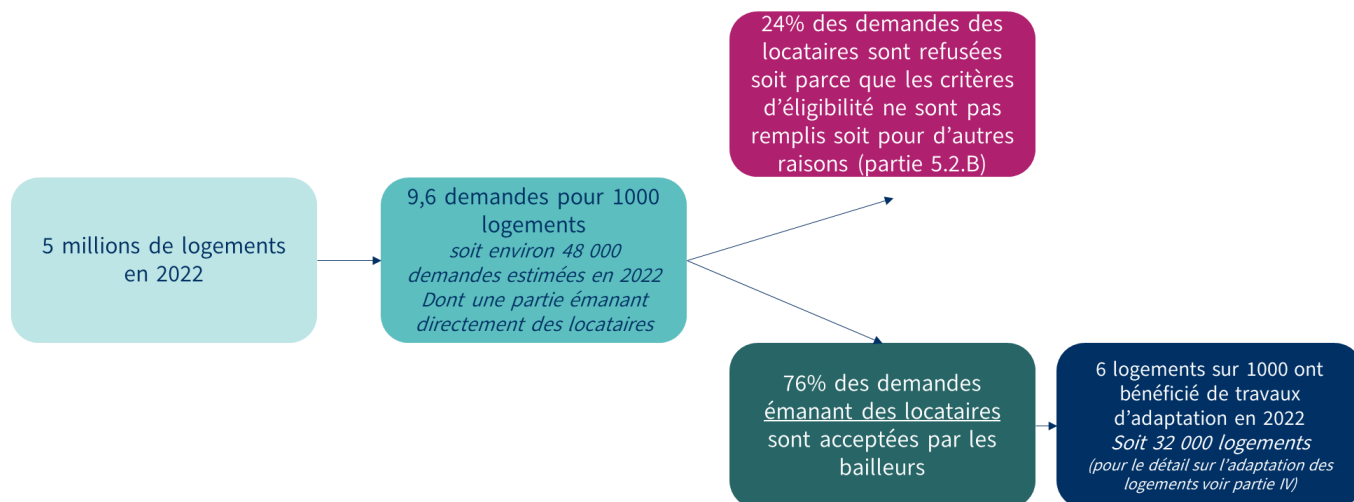 5 millions de logements
en 2022
9,6 demandes pour 1000
logements
soit environ 48 000
demandes estimées en 2022
Dont une partie émanant
directement des locataires
24% des demandes des
locataires sont refusées
soit parce que les critères
d’éligibilité ne sont pas
remplis soit pour d’autres
raisons (partie 5.2.B)
76% des demandes
émanant des locataires
sont acceptées par les
bailleurs
6 logements sur 1000 ont
bénéficié de travaux
d’adaptation en 2022
Soit 32 000 logements
(pour le détail sur l’adaptation des
logements voir partie IV)